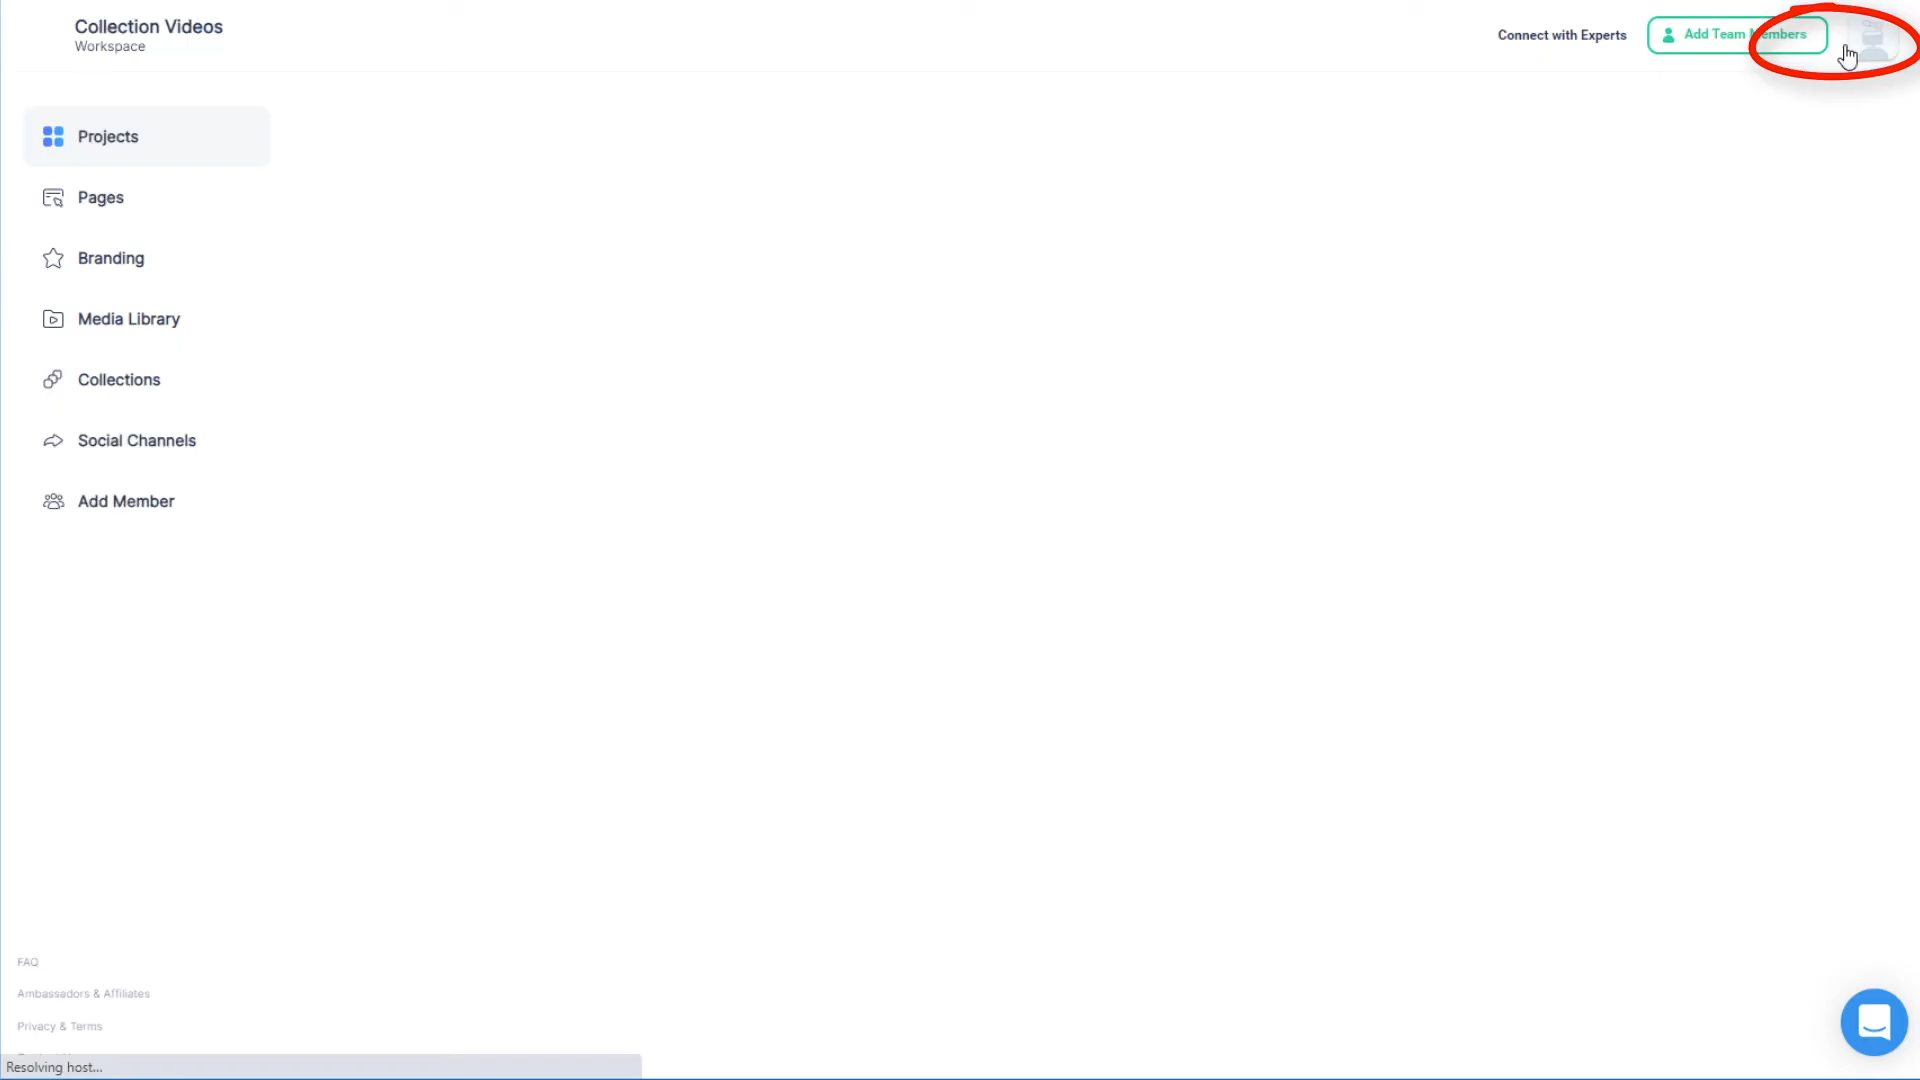 Collection Videos
Workspace
Connect with Experts
Add Team Members
Projects
Pages
Branding
Media Library
Collections
Social Channels
Add Member
FAQ
Ambassadors & Affiliates
Privacy & Terms
Resolving host...